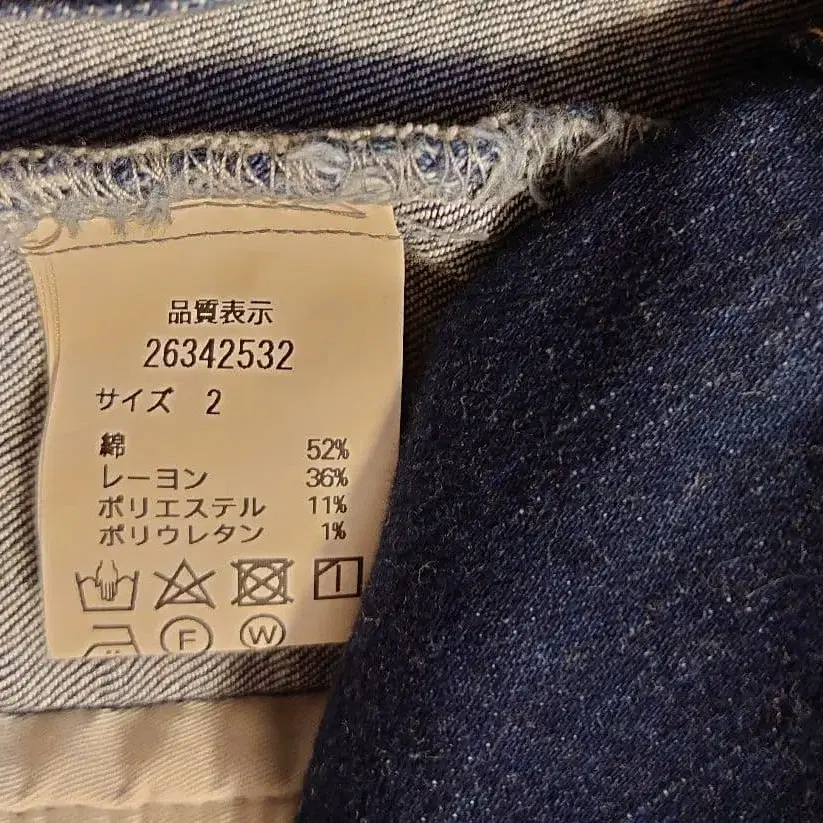 品質表示
26342532
サイズ 2
綿 52%
レーヨン 36%
ポリエステル 11%
ポリウレタン 1%
F W